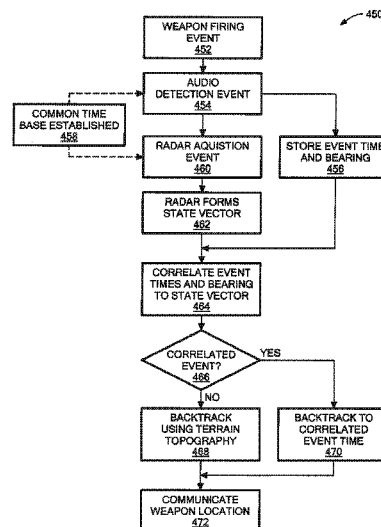 450
WEAPON FIRING
EVENT
452
AUDIO
DETECTION EVENT
454
COMMON TIME
BASE ESTABLISHED
458
RADAR AQUISTION
EVENT
460
STORE EVENT TIME
AND BEARING
456
RADAR FORMS
STATE VECTOR
462
CORRELATE EVENT
TIMES AND BEARING
TO STATE VECTOR
464
CORRELATED
EVENT?
466
YES
NO
BACKTRACK
USING TERRAIN
TOPOGRAPHY
468
BACKTRACK TO
CORRELATED
EVENT TIME
470
COMMUNICATE
WEAPON LOCATION
472